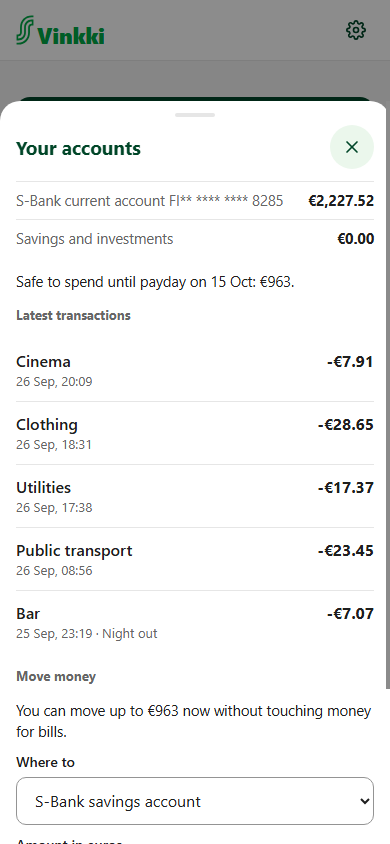 Vinkki
Your accounts
S-Bank current account FI** **** **** 8285 €2,227.52
Savings and investments €0.00
Safe to spend until payday on 15 Oct: €963.
Latest transactions
Cinema -€7.91
26 Sep, 20:09
Clothing -€28.65
26 Sep, 18:31
Utilities -€17.37
26 Sep, 17:38
Public transport -€23.45
26 Sep, 08:56
Bar -€7.07
25 Sep, 23:19 · Night out
Move money
You can move up to €963 now without touching money
for bills.
Where to
S-Bank savings account
Amount in euros